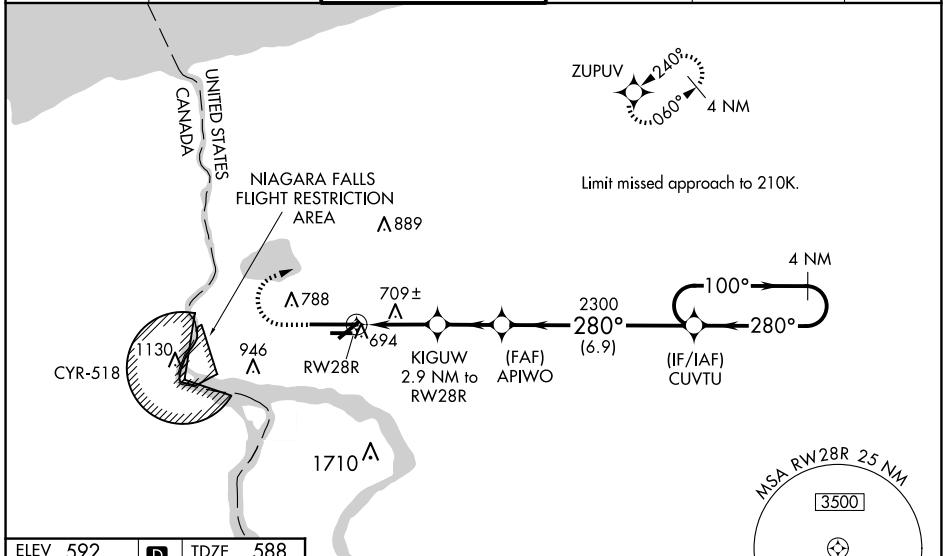 UNITED STATES
CANADA
ZUPUV
240°
060°
4 NM
NIAGARA FALLS
FLIGHT RESTRICTION
AREA
Limit missed approach to 210K.
889
4 NM
788
709±
2300
100°
280°
280°
(6.9)
694
1130
946
RW28R
KIGUW
2.9 NM to
RW28R
(FAF)
APIWO
(IF/IAF)
CUVTU
CYR-518
1710
MSA RW28R 25 NM
3500
ELEV 592
D
TDZE 588